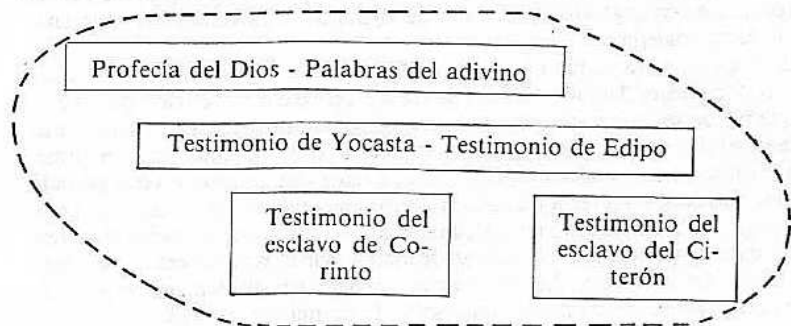 Profecía del Dios - Palabras del adivino
Testimonio de Yocasta - Testimonio de Edipo
Testimonio del
esclavo de Co-
rinto
Testimonio del
esclavo del Ci-
terón